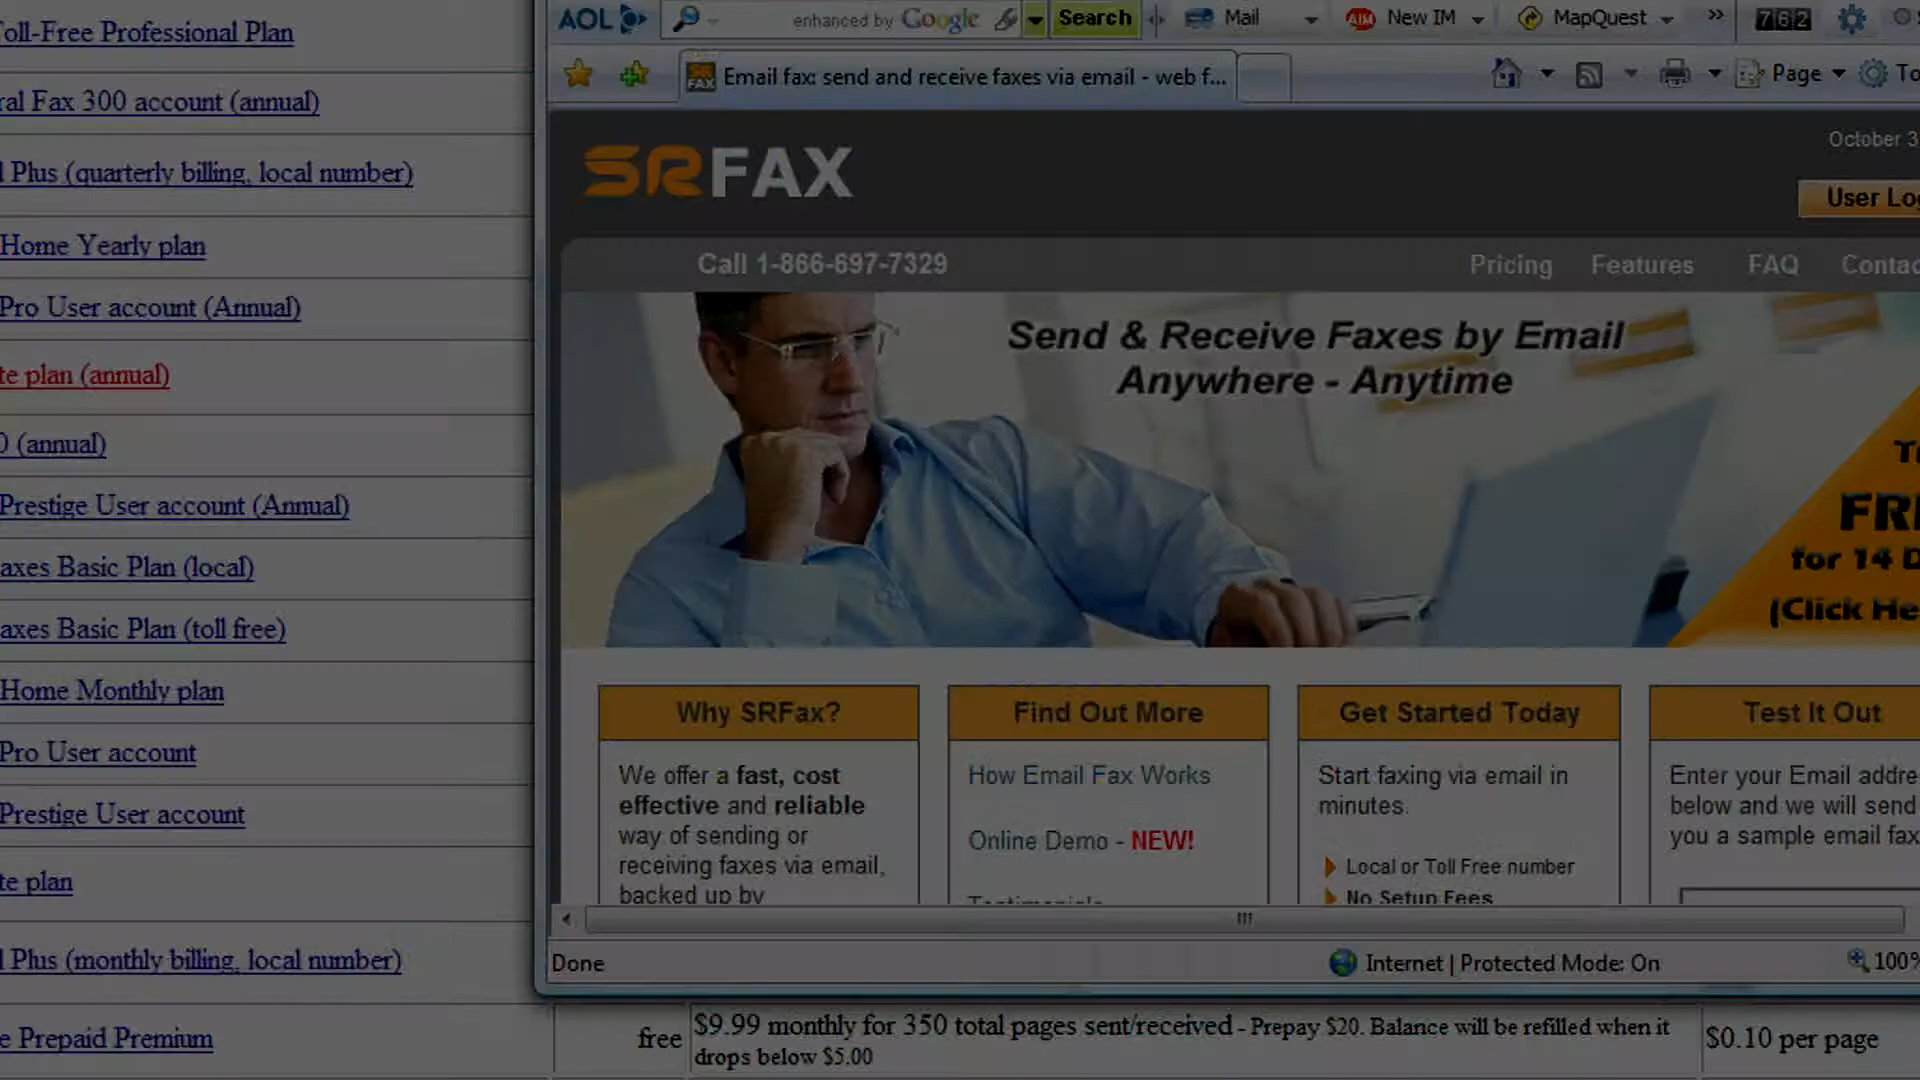 Toll-Free Professional Plan
ral Fax 300 account (annual)
l Plus (quarterly billing, local number)
Home Yearly plan
Pro User account (Annual)
te plan (annual)
0 (annual)
Prestige User account (Annual)
axes Basic Plan (local)
axes Basic Plan (toll free)
Home Monthly plan
Pro User account
Prestige User account
te plan
l Plus (monthly billing, local number)
e Prepaid Premium
free
$9.99 monthly for 350 total pages sent/received - Prepay $20. Balance will be refilled when it
drops below $5.00
$0.10 per page
AOL
enhanced by Google
Search
Mail
AIM
New IM
MapQuest
»
762
SR FAX
Email fax: send and receive faxes via email - web f...
Page
To
SRFAX
October 3
User Log
Call 1-866-697-7329
Pricing
Features
FAQ
Contac
Send & Receive Faxes by Email
Anywhere - Anytime
T
FRE
for 14 D
(Click He
Why SRFax?
We offer a fast, cost
effective and reliable
way of sending or
receiving faxes via email,
backed up by
Find Out More
How Email Fax Works
Online Demo - NEW!
Testimonials
Get Started Today
Start faxing via email in
minutes.
Local or Toll Free number
No Setup Fees
Test It Out
Enter your Email addre
below and we will send
you a sample email fax
Done
Internet | Protected Mode: On
100%